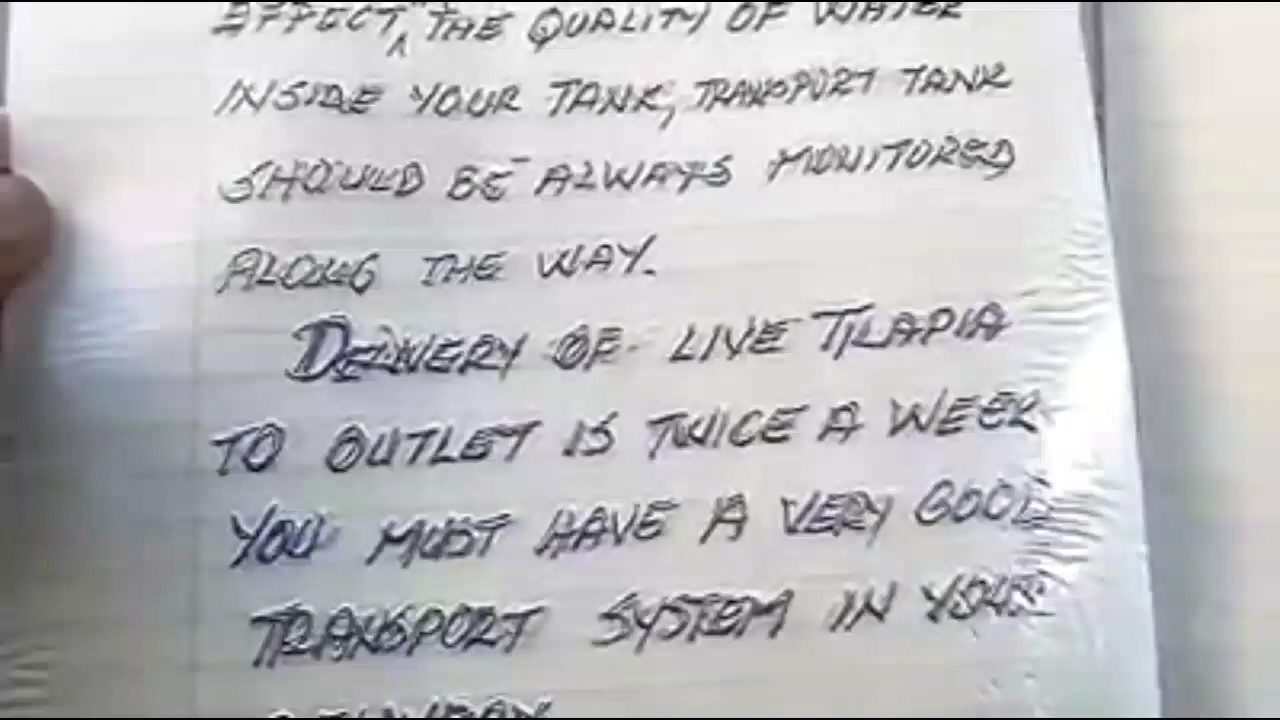 EFFECT, THE QUALITY OF WATER
INSIDE YOUR TANK, TRANSPORT TANK
SHOULD BE ALWAYS MONITORED
ALONG THE WAY.
DELIVERY OF LIVE TILAPIA
TO OUTLET IS TWICE A WEEK
YOU MUST HAVE A VERY GOOD
TRANSPORT SYSTEM IN YOUR